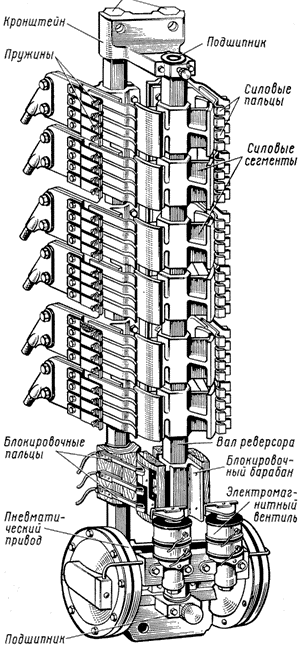 Кронштейн
Пружины
Подшипник
Силовые
пальцы
Силовые
сегменты
Блокировочные
пальцы
Вал реверсора
Блокировоч-
ный барабан
Электромаг-
нитный
вентиль
Пневмати-
ческий
привод
Подшипник